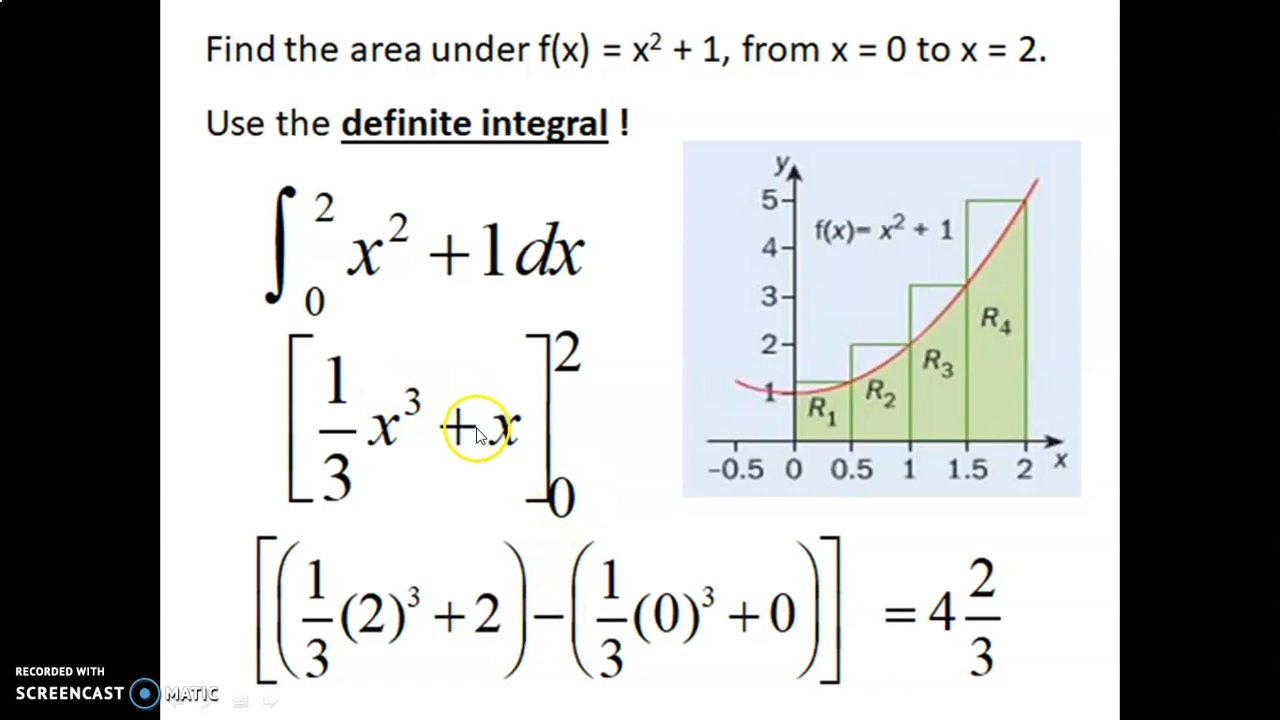 Find the area under f(x) = x² + 1, from x = 0 to x = 2.
Use the definite integral !
∫₀² x² + 1 dx
[1/3 x³ + x]₀²
[(1/3 (2)³ + 2) − (1/3 (0)³ + 0)] = 4 2/3
y
5
4
3
2
1
f(x)= x² + 1
R₁ R₂ R₃ R₄
-0.5 0 0.5 1 1.5 2 x
RECORDED WITH
SCREENCAST MATIC